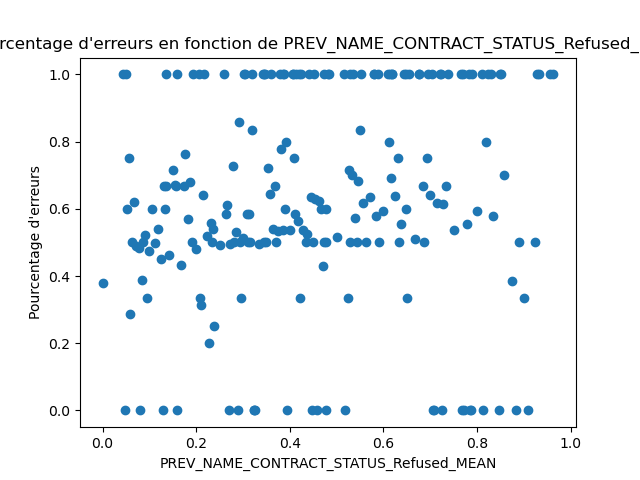 rcentage d'erreurs en fonction de PREV_NAME_CONTRACT_STATUS_Refused_
Pourcentage d'erreurs
1.0
0.8
0.6
0.4
0.2
0.0
0.0 0.2 0.4 0.6 0.8 1.0
PREV_NAME_CONTRACT_STATUS_Refused_MEAN